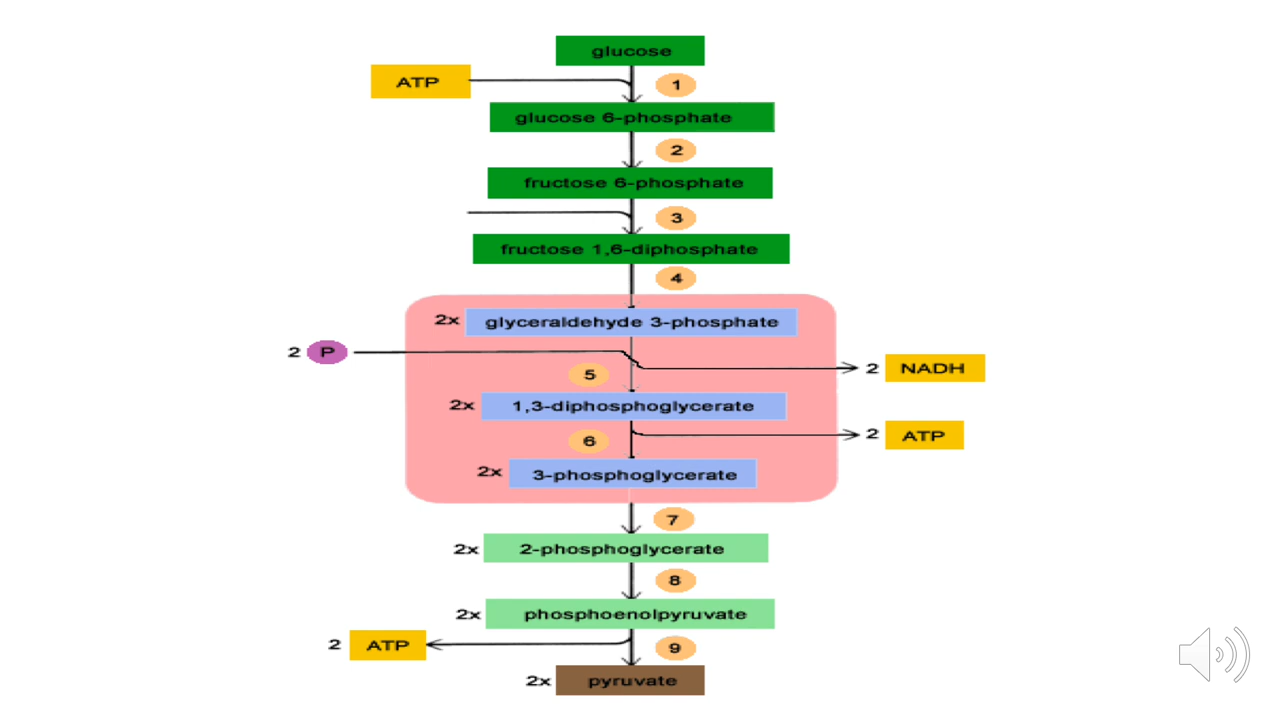 glucose
ATP
1
glucose 6-phosphate
2
fructose 6-phosphate
3
fructose 1,6-diphosphate
4
2x glyceraldehyde 3-phosphate
2 P
2 NADH
5
2x 1,3-diphosphoglycerate
2 ATP
6
2x 3-phosphoglycerate
7
2x 2-phosphoglycerate
8
2x phosphoenolpyruvate
2 ATP
9
2x pyruvate